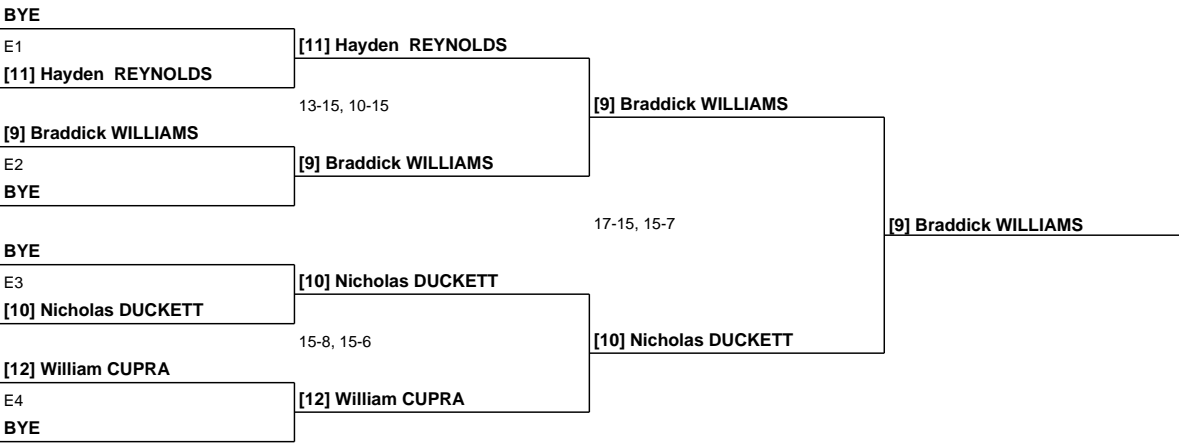 BYE
E1
[11] Hayden  REYNOLDS
[11] Hayden  REYNOLDS
13-15, 10-15
[9] Braddick WILLIAMS
[9] Braddick WILLIAMS
E2
[9] Braddick WILLIAMS
BYE
17-15, 15-7
[9] Braddick WILLIAMS
BYE
E3
[10] Nicholas DUCKETT
[10] Nicholas DUCKETT
15-8, 15-6
[10] Nicholas DUCKETT
[12] William CUPRA
E4
[12] William CUPRA
BYE